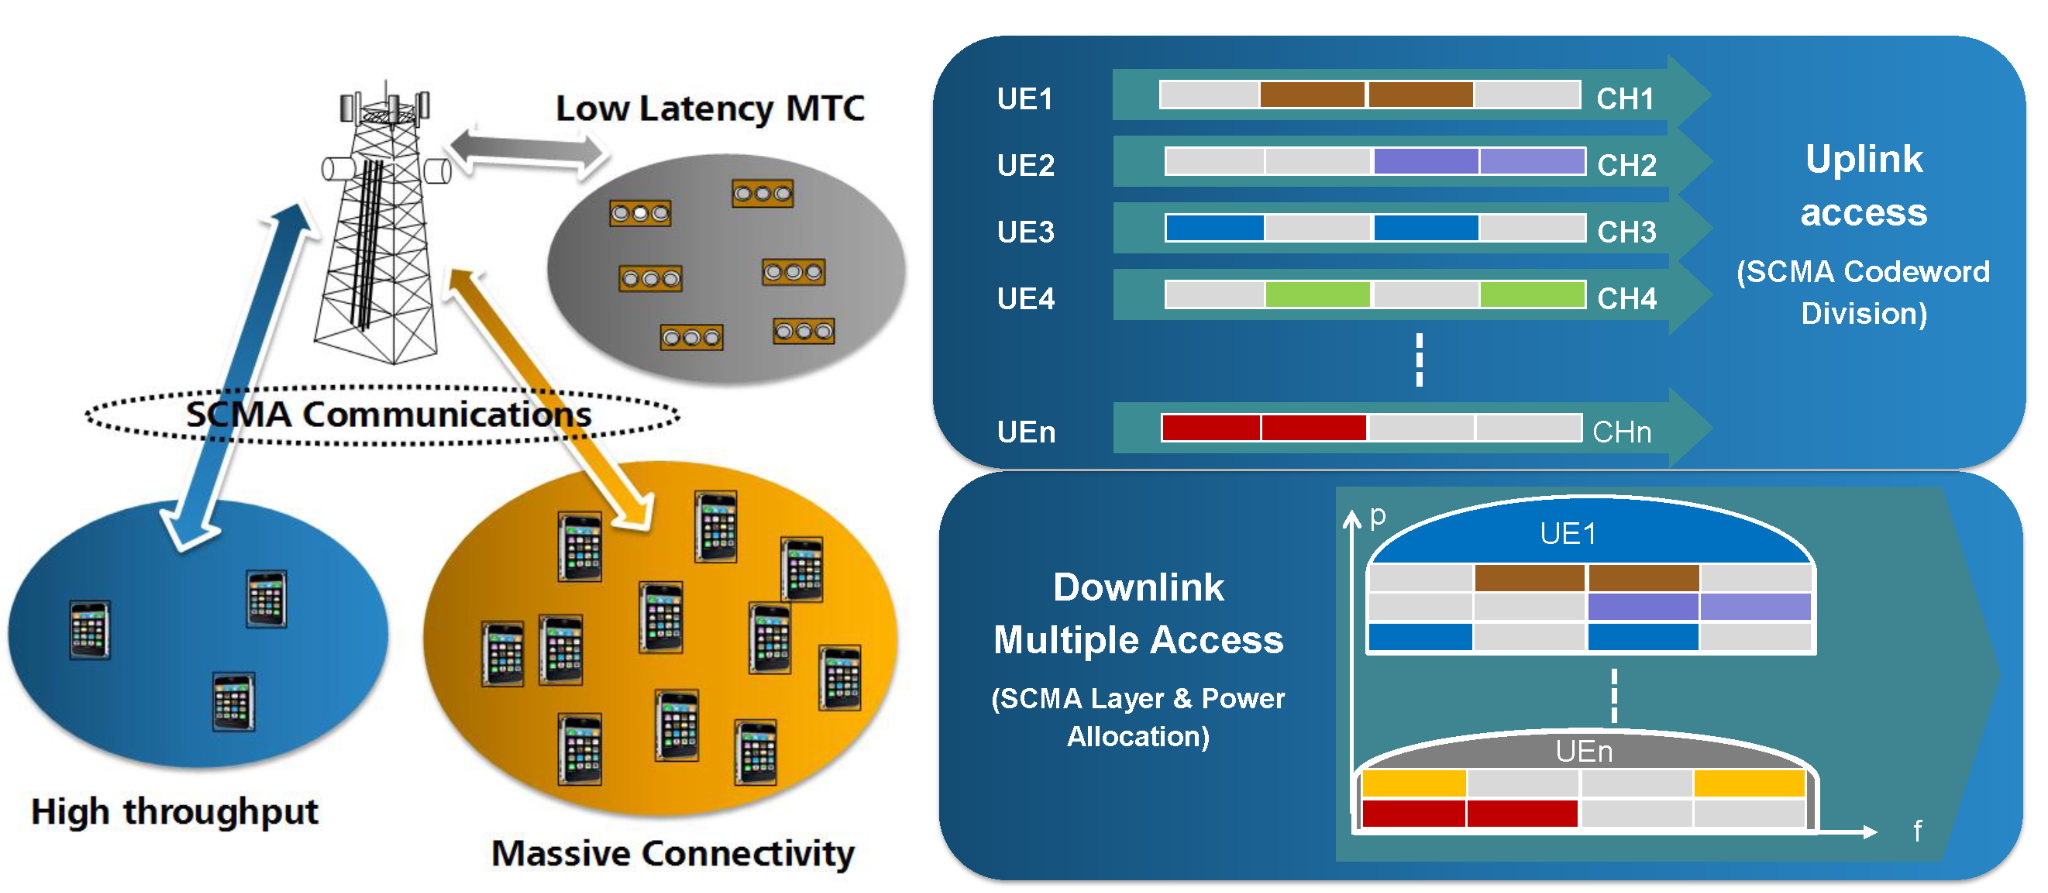 Low Latency MTC
SCMA Communications
High throughput
Massive Connectivity
UE1
CH1
UE2
CH2
UE3
CH3
UE4
CH4
UEn
CHn
Uplink
access
(SCMA Codeword
Division)
Downlink
Multiple Access
(SCMA Layer & Power
Allocation)
p
UE1
UEn
f